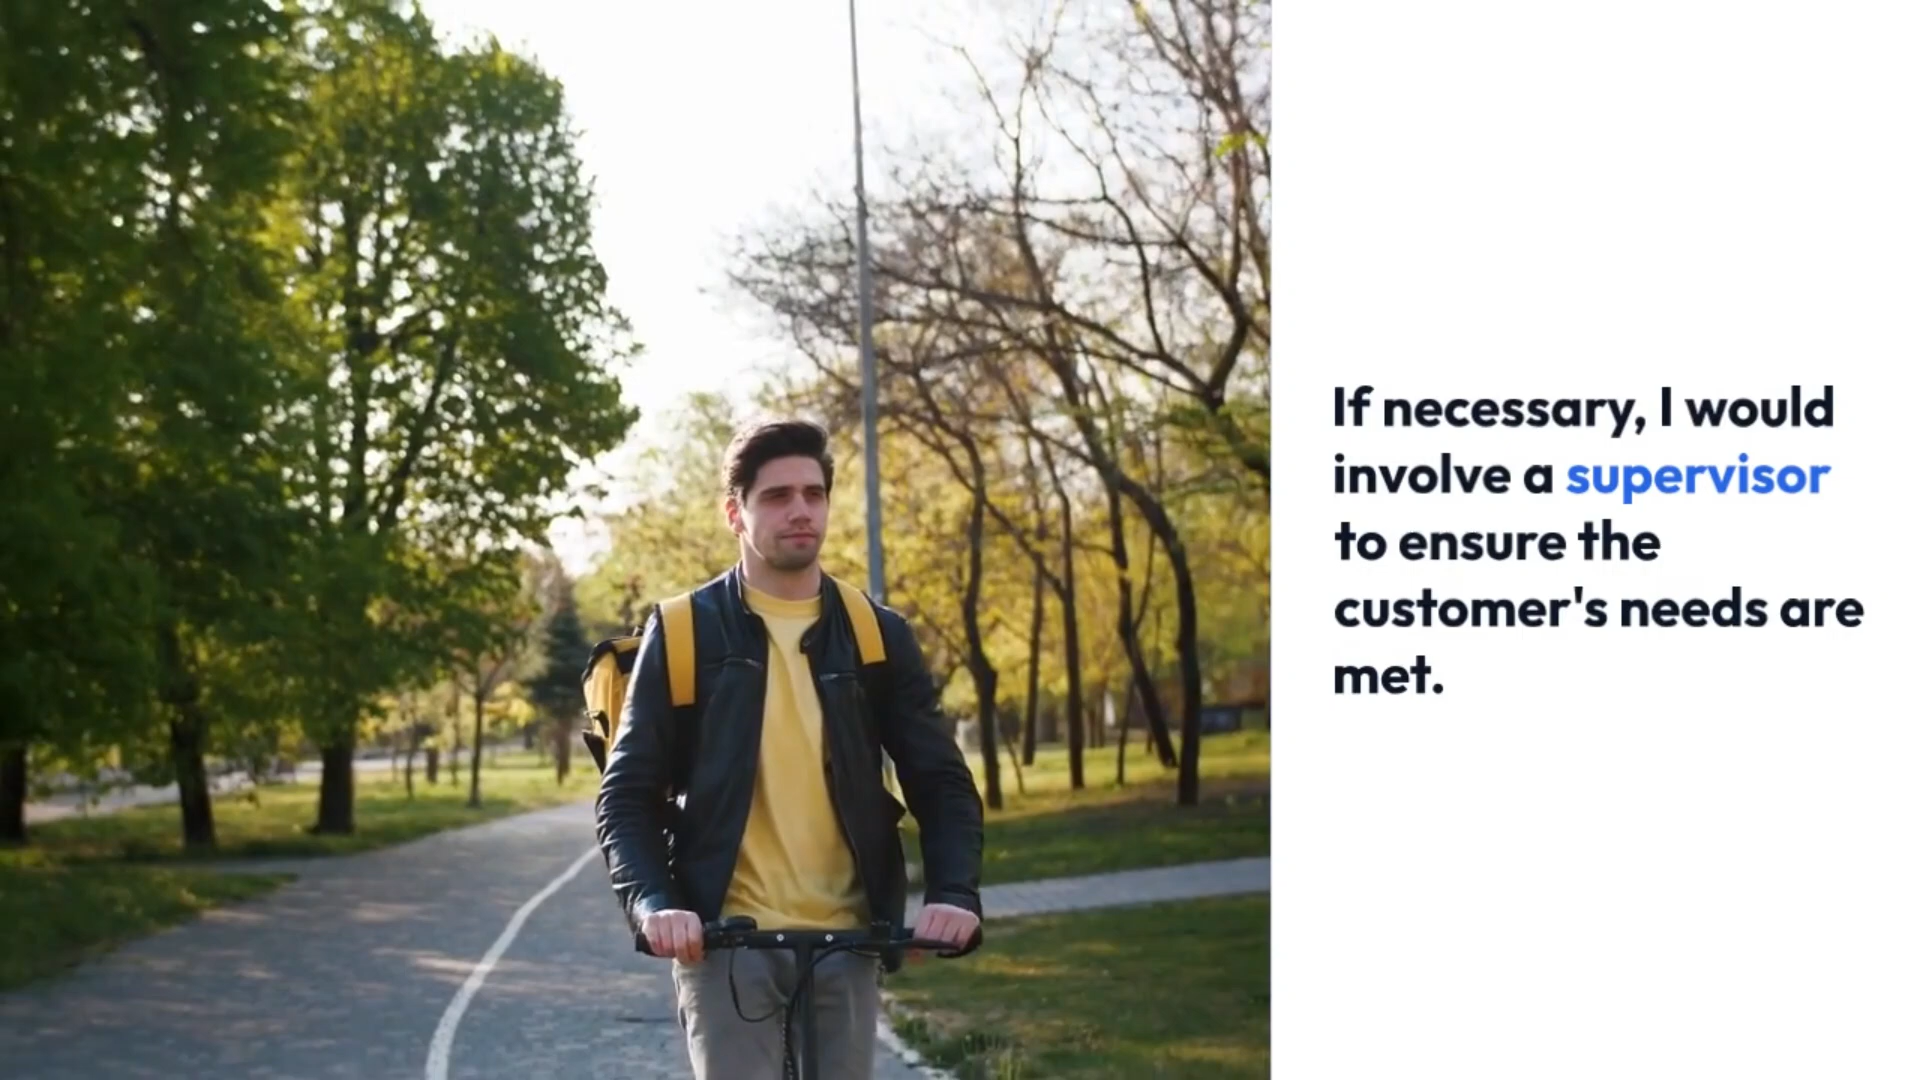 If necessary, I would
involve a supervisor
to ensure the
customer's needs are
met.